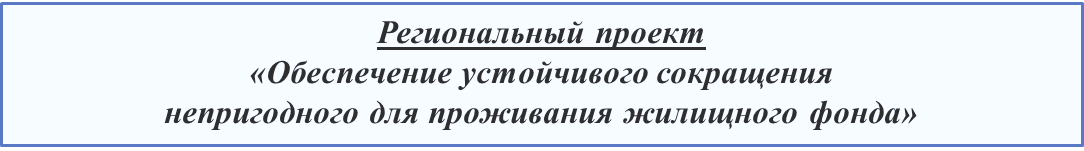 Региональный проект
«Обеспечение устойчивого сокращения
непригодного для проживания жилищного фонда»